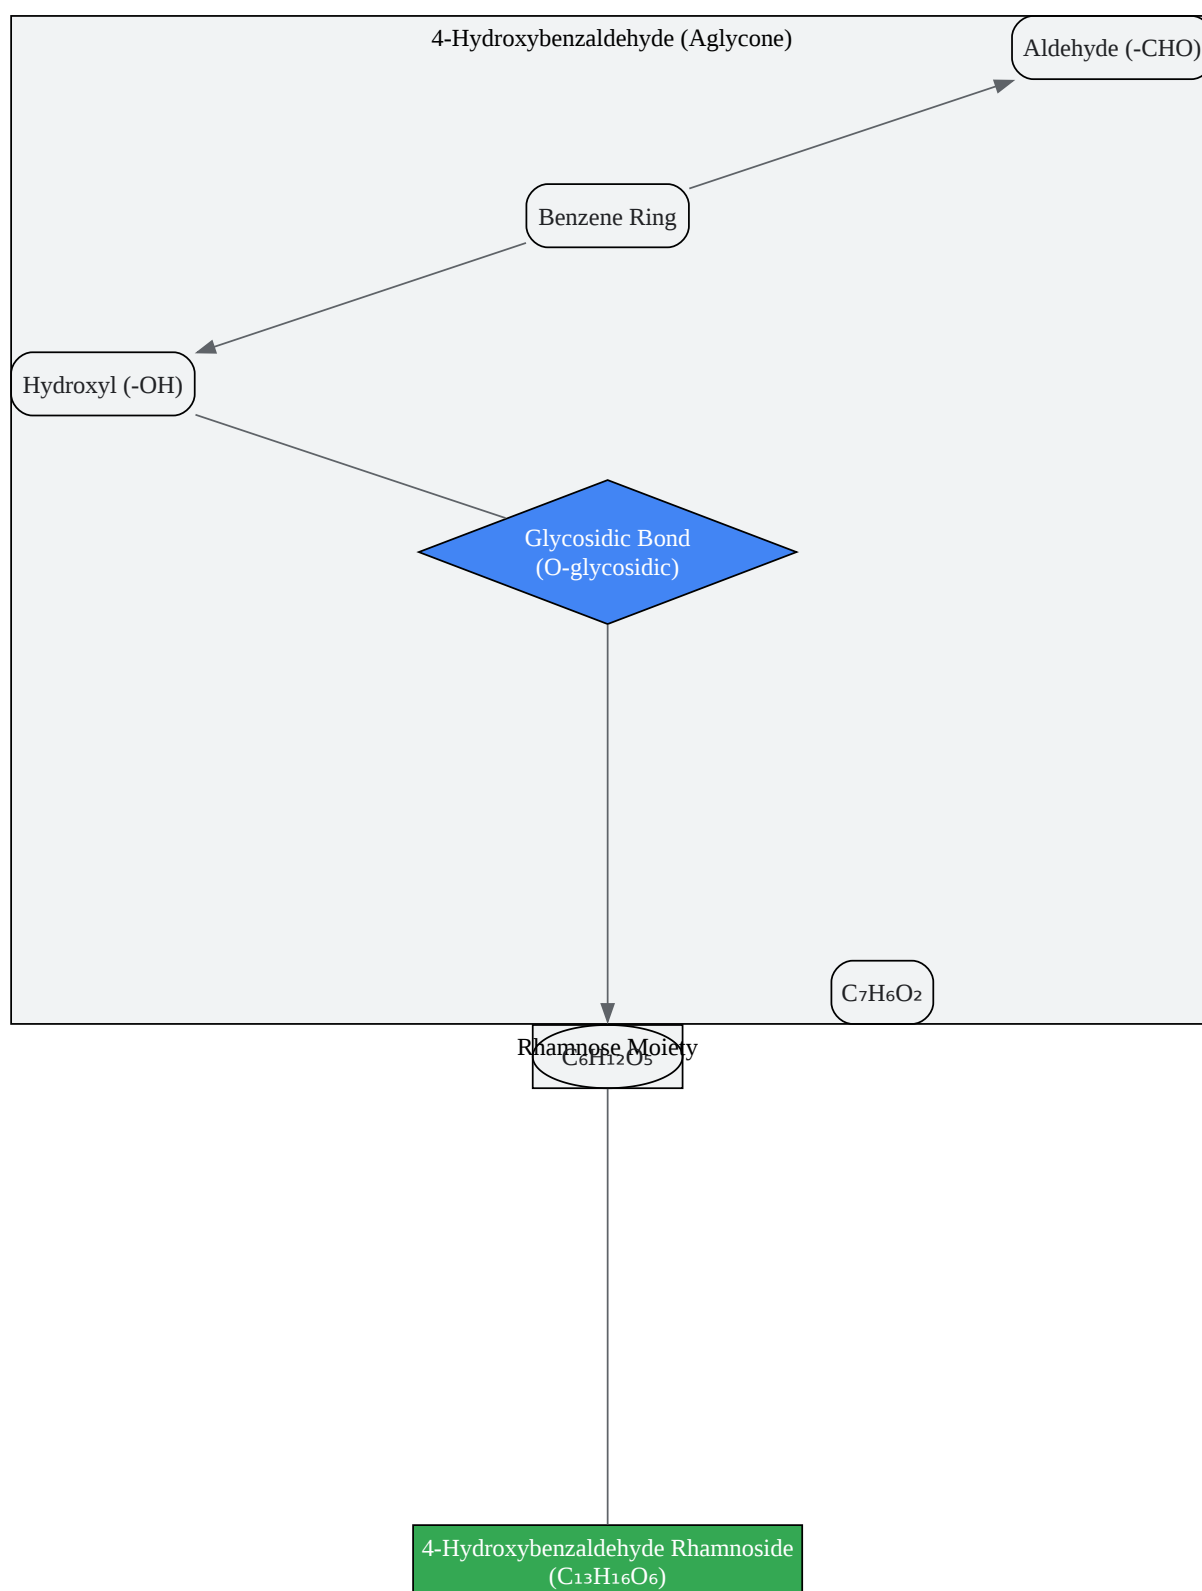 4-Hydroxybenzaldehyde (Aglycone)
Aldehyde (-CHO)
Benzene Ring
Hydroxyl (-OH)
Glycosidic Bond
(O-glycosidic)
C₇H₆O₂
Rhamnose Moiety
C₆H₁₂O₅
4-Hydroxybenzaldehyde Rhamnoside
(C₁₃H₁₆O₆)